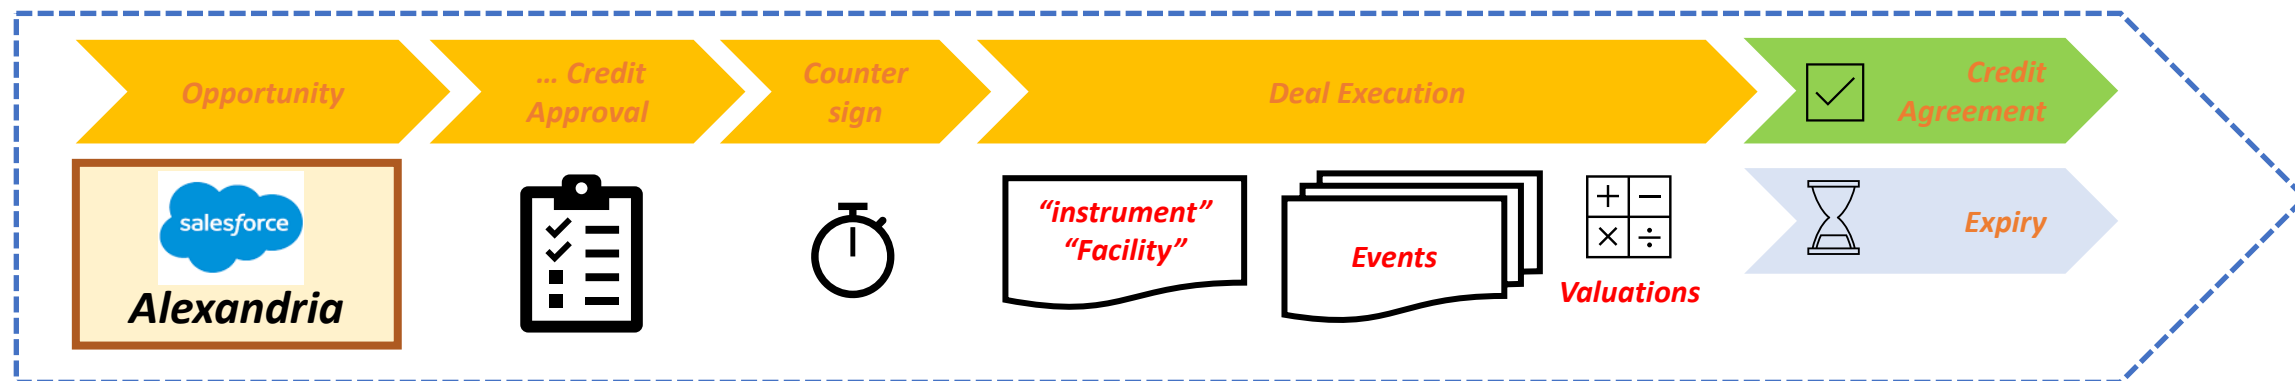 Opportunity
... Credit
Approval
Counter
sign
Deal Execution
Credit
Agreement
salesforce
Alexandria
“instrument”
“Facility”
Events
Valuations
Expiry